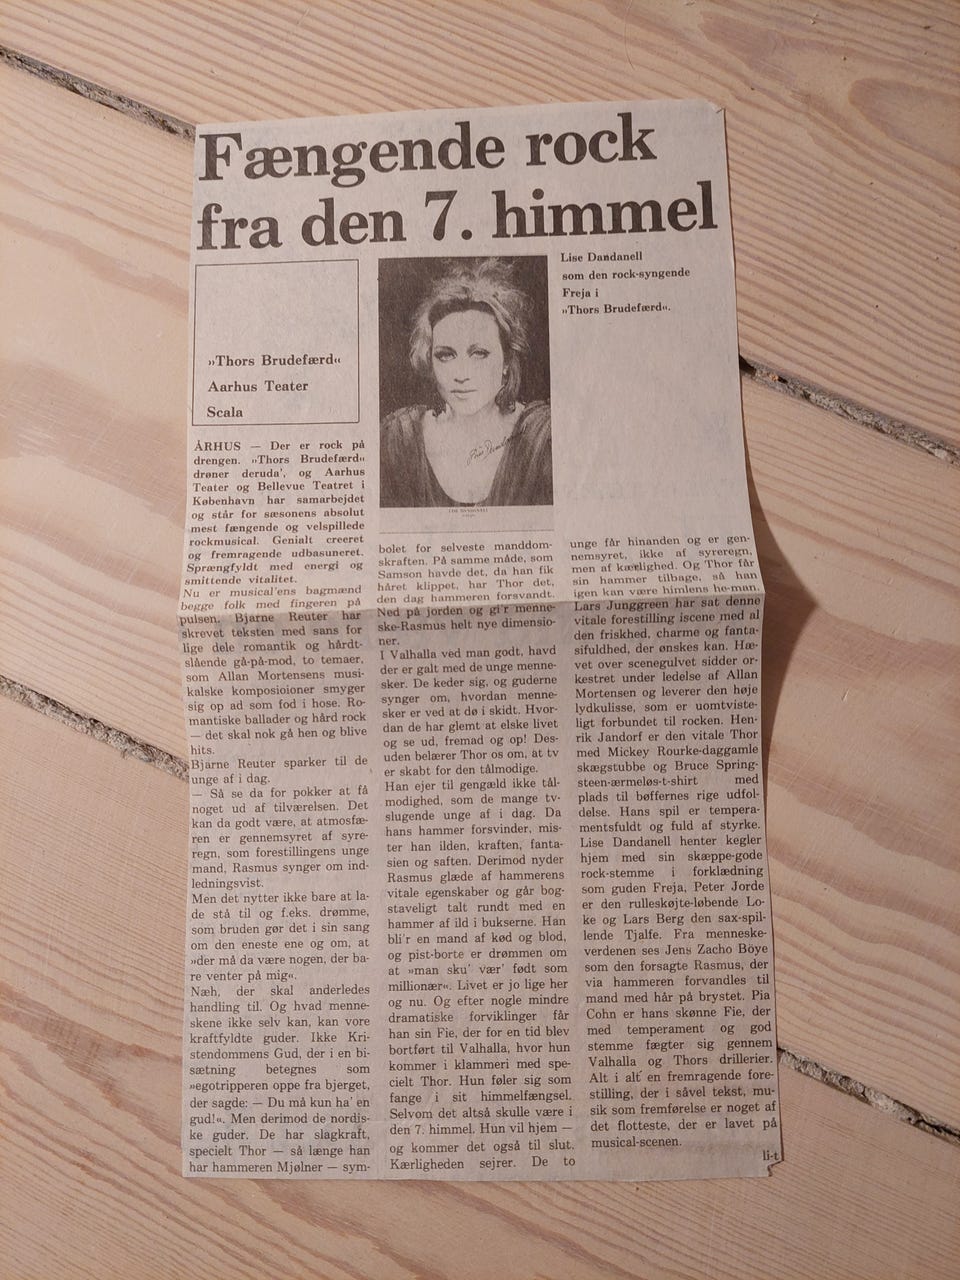 Fængende rock
fra den 7. himmel
»Thors Brudefærd«
Aarhus Teater
Scala
Lise Dandanell
som den rock-syngende
Freja i
»Thors Brudefærd«.
LISE DANDANELL
ÅRHUS — Der er rock på
drengen. »Thors Brudefærd«
drøner deruda', og Aarhus
Teater og Bellevue Teatret i
København har samarbejdet
og står for sæsonens absolut
mest fængende og velspillede
rockmusical. Genialt creeret
og fremragende udbasuneret.
Sprængfyldt med energi og
smittende vitalitet.
Nu er musical'ens bagmænd
begge folk med fingeren på
pulsen. Bjarne Reuter har
skrevet teksten med sans for
lige dele romantik og hårdt-
slående gå-på-mod, to temaer,
som Allan Mortensens musi-
kalske komposioioner smyger
sig op ad som fod i hose. Ro-
mantiske ballader og hård rock
— det skal nok gå hen og blive
hits.
Bjarne Reuter sparker til de
unge af i dag.
— Så se da for pokker at få
noget ud af tilværelsen. Det
kan da godt være, at atmosfæ-
ren er gennemsyret af syre-
regn, som forestillingens unge
mand, Rasmus synger om ind-
ledningsvist.
Men det nytter ikke bare at la-
de stå til og f.eks. drømme,
som bruden gør det i sin sang
om den eneste ene og om, at
»der må da være nogen, der ba-
re venter på mig«.
Næh, der skal anderledes
handling til. Og hvad menne-
skene ikke selv kan, kan vore
kraftfyldte guder. Ikke Kri-
stendommens Gud, der i en bi-
sætning betegnes som
»egotripperen oppe fra bjerget,
der sagde: — Du må kun ha' en
gud!«. Men derimod de nordis-
ke guder. De har slagkraft,
specielt Thor — så længe han
har hammeren Mjølner — sym-
bolet for selveste manddom-
skraften. På samme måde, som
Samson havde det, da han fik
håret klippet, har Thor det,
den dag hammeren forsvandt.
Ned på jorden og gi'r menne-
ske-Rasmus helt nye dimensio-
ner.
I Valhalla ved man godt, havd
der er galt med de unge menne-
sker. De keder sig, og guderne
synger om, hvordan menne-
sker er ved at dø i skidt. Hvor-
dan de har glemt at elske livet
og se ud, fremad og op! Des-
uden belærer Thor os om, at tv
er skabt for den tålmodige.
Han ejer til gengæld ikke tål-
modighed, som de mange tv-
slugende unge af i dag. Da
hans hammer forsvinder, mis-
ter han ilden, kraften, fanta-
sien og saften. Derimod nyder
Rasmus glæde af hammerens
vitale egenskaber og går bog-
staveligt talt rundt med en
hammer af ild i bukserne. Han
bli'r en mand af kød og blod,
og pist-borte er drømmen om
at »man sku' vær' født som
millionær«. Livet er jo lige her
og nu. Og efter nogle mindre
dramatiske forviklinger får
han sin Fie, der for en tid blev
bortført til Valhalla, hvor hun
kommer i klammeri med spe-
cielt Thor. Hun føler sig som
fange i sit himmelfængsel.
Selvom det altså skulle være i
den 7. himmel. Hun vil hjem —
og kommer det også til slut.
Kærligheden sejrer. De to
unge får hinanden og er gen-
nemsyret, ikke af syreregn,
men af kærlighed. Og Thor får
sin hammer tilbage, så han
igen kan være himlens he-man.
Lars Junggreen har sat denne
vitale forestilling iscene med al
den friskhed, charme og fanta-
sifuldhed, der ønskes kan. Hæ-
vet over scenegulvet sidder or-
kestret under ledelse af Allan
Mortensen og leverer den høje
lydkulisse, som er uomtviste-
ligt forbundet til rocken. Hen-
rik Jandorf er den vitale Thor
med Mickey Rourke-daggamle
skægstubbe og Bruce Spring-
steen-ærmeløs-t-shirt med
plads til bøffernes rige udfol-
delse. Hans spil er tempera-
mentsfuldt og fuld af styrke.
Lise Dandanell henter kegler
hjem med sin skæppe-gode
rock-stemme i forklædning
som guden Freja, Peter Jorde
er den rulleskøjte-løbende Lo-
ke og Lars Berg den sax-spil-
lende Tjalfe. Fra menneske-
verdenen ses Jens Zacho Böye
som den forsagte Rasmus, der
via hammeren forvandles til
mand med hår på brystet. Pia
Cohn er hans skønne Fie, der
med temperament og god
stemme fægter sig gennem
Valhalla og Thors drillerier.
Alt i alt en fremragende fore-
stilling, der i såvel tekst, mu-
sik som fremførelse er noget af
det flotteste, der er lavet på
musical-scenen.
li-t